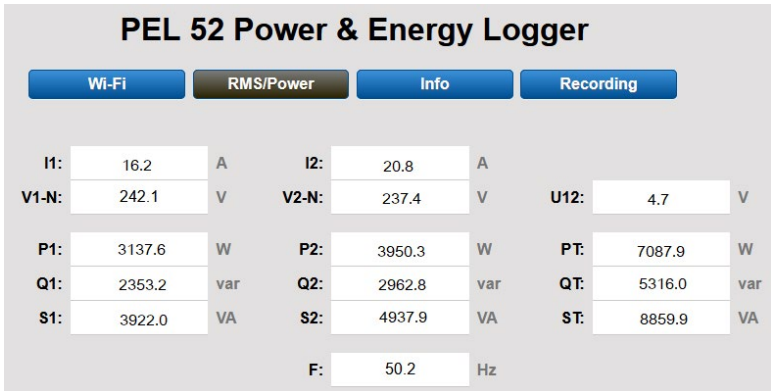 PEL 52 Power & Energy Logger
Wi-Fi RMS/Power Info Recording
I1: 16.2 A I2: 20.8 A
V1-N: 242.1 V V2-N: 237.4 V U12: 4.7 V
P1: 3137.6 W P2: 3950.3 W PT: 7087.9 W
Q1: 2353.2 var Q2: 2962.8 var QT: 5316.0 var
S1: 3922.0 VA S2: 4937.9 VA ST: 8859.9 VA
F: 50.2 Hz